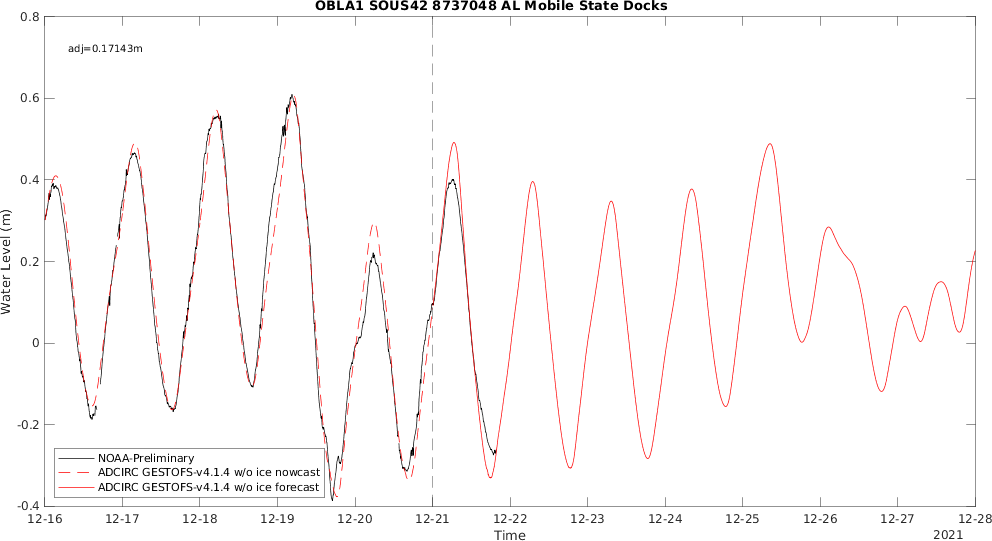 OBLA1 SOUS42 8737048 AL Mobile State Docks
0.8
adj=0.17143m
0.6
0.4
0.2
0
-0.2
-0.4
Water Level (m)
NOAA-Preliminary
ADCIRC GESTOFS-v4.1.4 w/o ice nowcast
ADCIRC GESTOFS-v4.1.4 w/o ice forecast
12-16 12-17 12-18 12-19 12-20 12-21 12-22 12-23 12-24 12-25 12-26 12-27 12-28
Time
2021